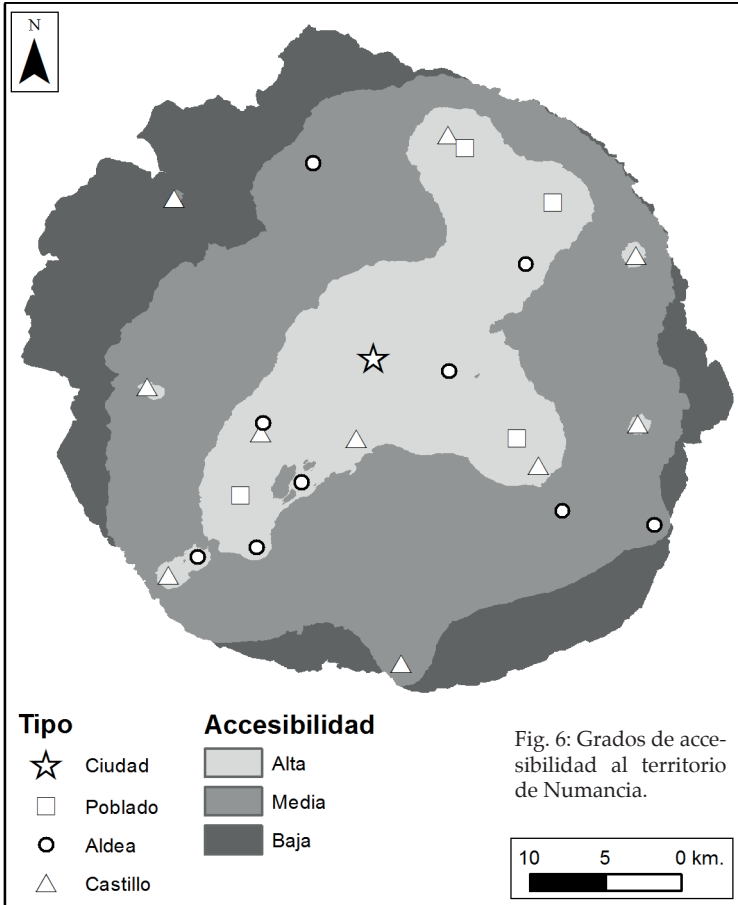 N
Tipo
Ciudad
Poblado
Aldea
Castillo
Accesibilidad
Alta
Media
Baja
Fig. 6: Grados de acce-
sibilidad al territorio
de Numancia.
10 5 0 km.